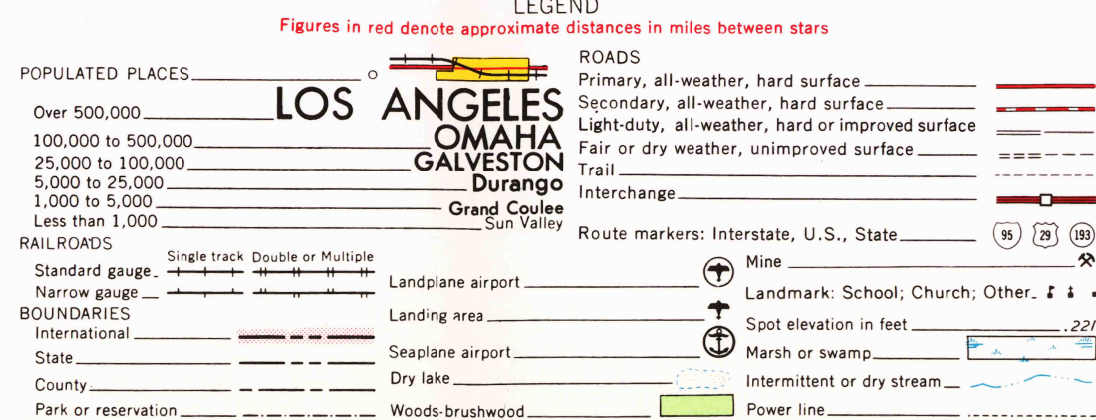 LEGEND
Figures in red denote approximate distances in miles between stars
POPULATED PLACES
Over 500,000 LOS ANGELES
100,000 to 500,000 OMAHA
25,000 to 100,000 GALVESTON
5,000 to 25,000 Durango
1,000 to 5,000 Grand Coulee
Less than 1,000 Sun Valley
RAILROADS
Single track Double or Multiple
Standard gauge
Narrow gauge
BOUNDARIES
International
State
County
Park or reservation
Landplane airport
Landing area
Seaplane airport
Dry lake
Woods-brushwood
ROADS
Primary, all-weather, hard surface
Secondary, all-weather, hard surface
Light-duty, all-weather, hard or improved surface
Fair or dry weather, unimproved surface
Trail
Interchange
Route markers: Interstate, U.S., State 95 29 193
Mine
Landmark: School; Church; Other
Spot elevation in feet .221
Marsh or swamp
Intermittent or dry stream
Power line